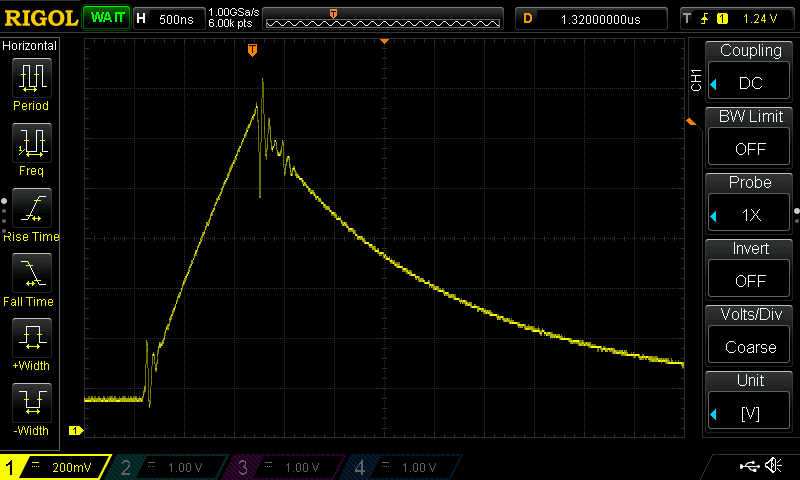 RIGOL WAIT H 500ns 1.00GSa/s 6.00k pts D 1.32000000us T 1 1.24 V
Horizontal
Period
Freq
Rise Time
Fall Time
+Width
-Width
T
T
1
CH1
Coupling
DC
BW Limit
OFF
Probe
1X
Invert
OFF
Volts/Div
Coarse
Unit
[V]
1 200mV 2 1.00 V 3 1.00 V 4 1.00 V